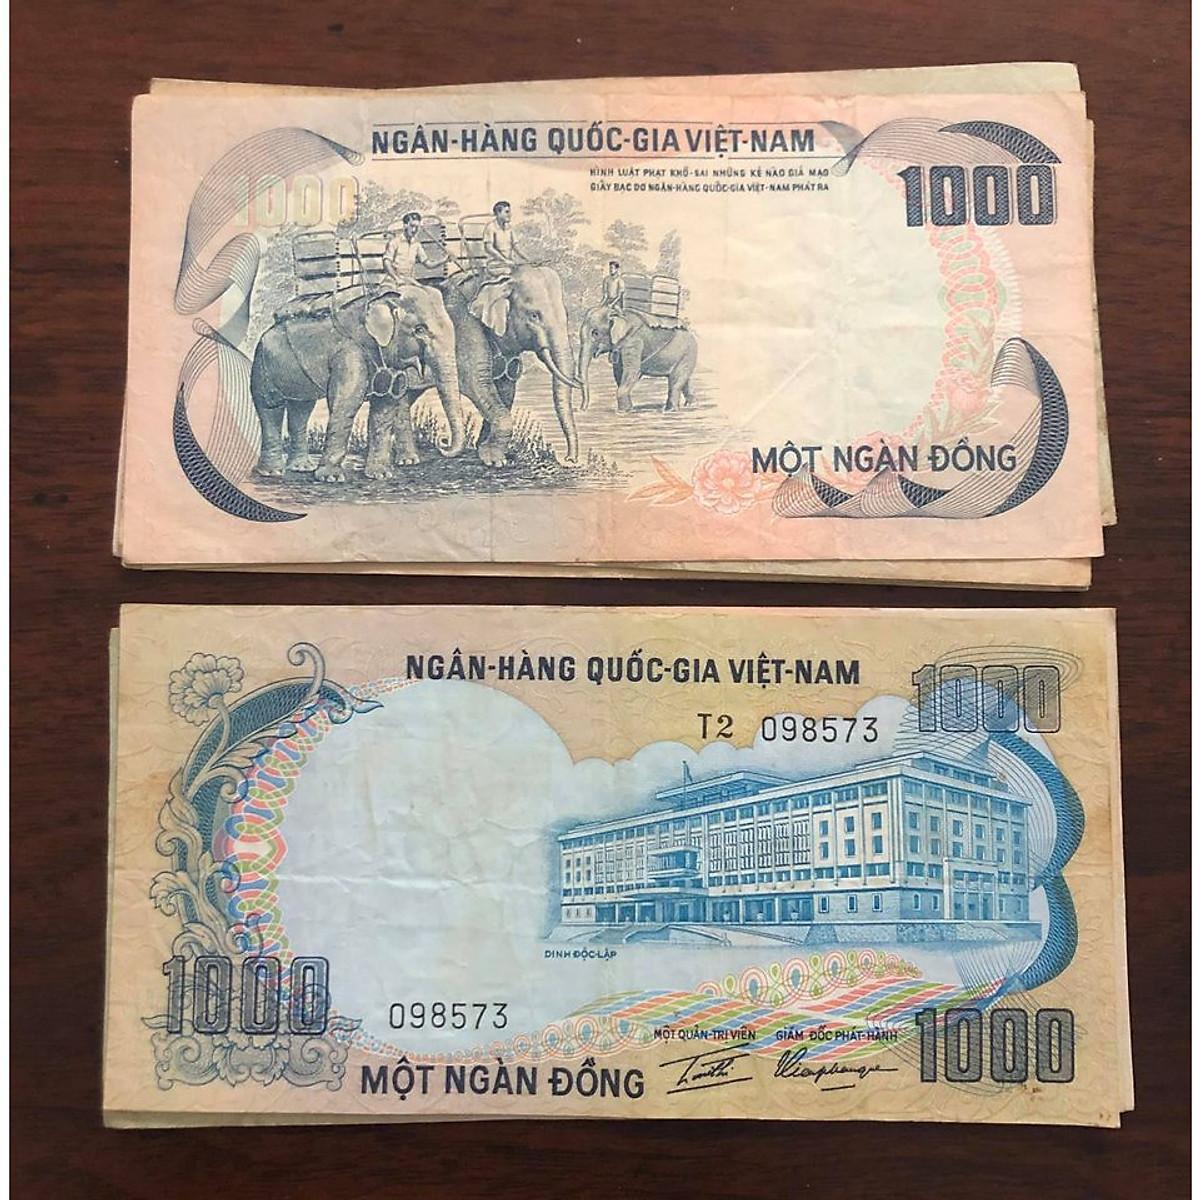 NGÂN-HÀNG QUỐC-GIA VIỆT-NAM
HÌNH LUẬT PHẠT KHỔ-SAI NHỮNG KẺ NÀO GIẢ MẠO
GIẤY BẠC DO NGÂN-HÀNG QUỐC-GIA VIỆT-NAM PHÁT RA
1000
1000
MỘT NGÀN ĐỒNG
NGÂN-HÀNG QUỐC-GIA VIỆT-NAM
1000
T2 098573
DINH ĐỘC-LẬP
1000
098573
MỘT QUẢN-TRỊ VIÊN GIÁM ĐỐC PHÁT-HÀNH
1000
MỘT NGÀN ĐỒNG